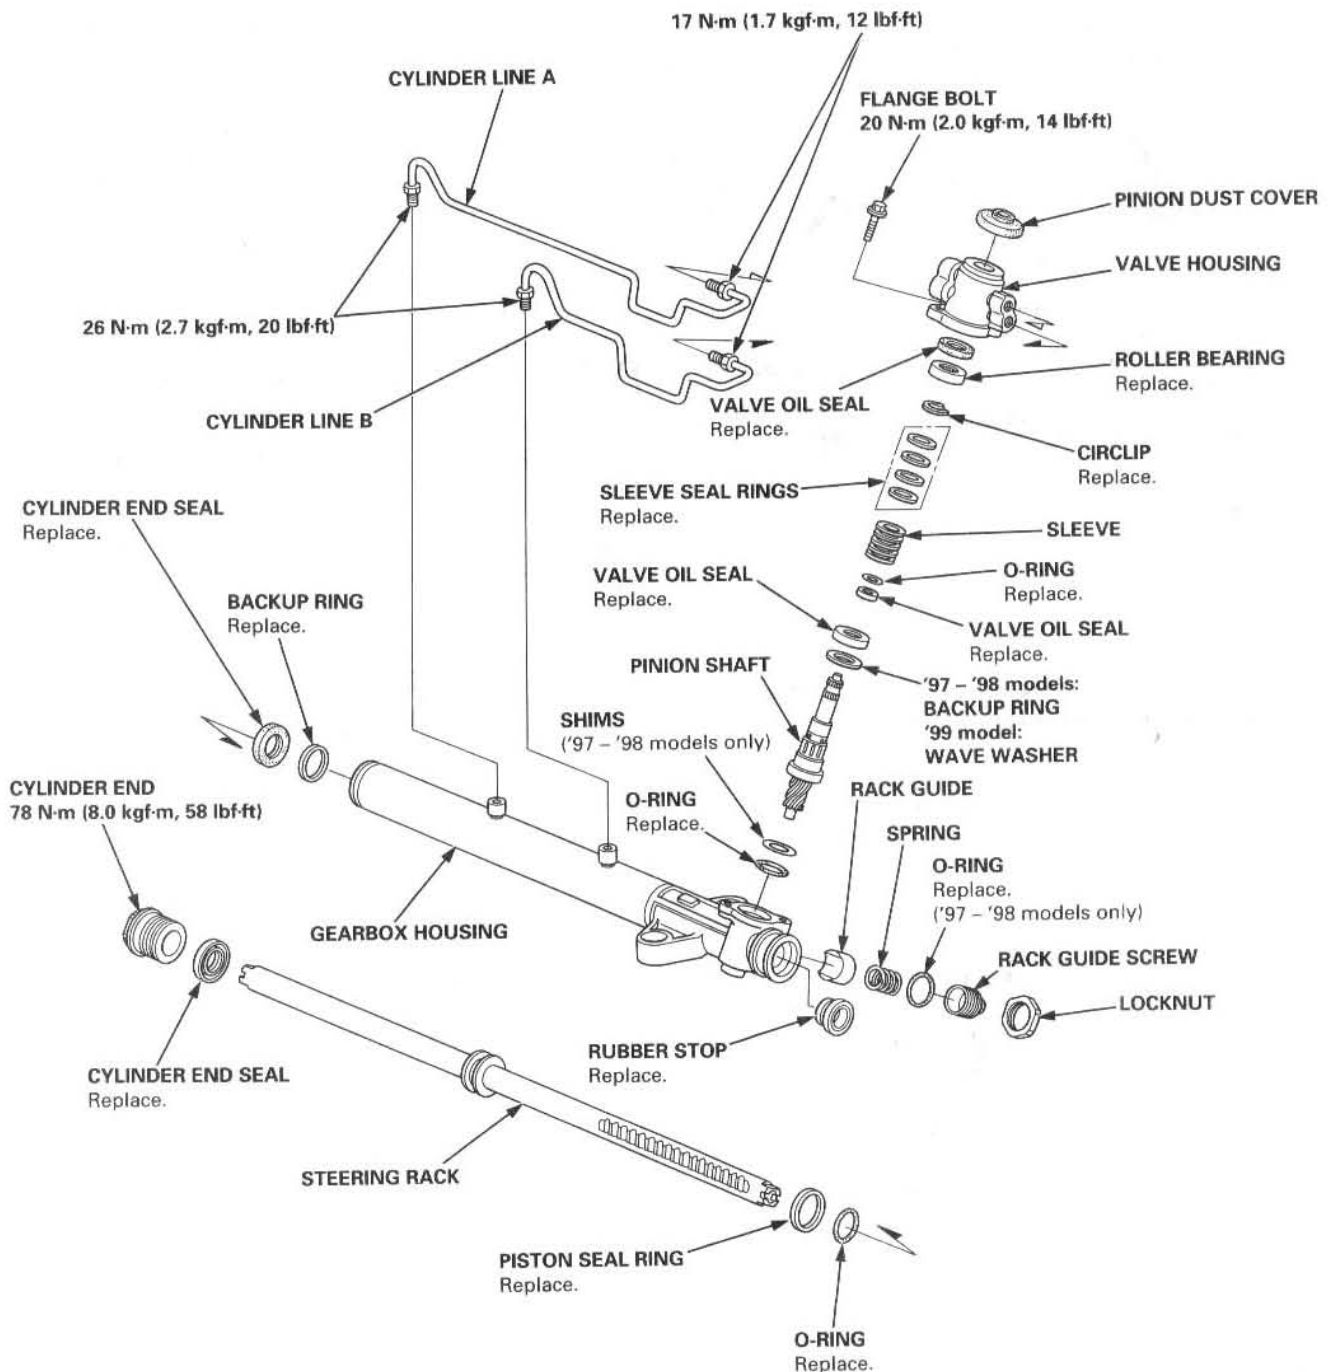 17 N·m (1.7 kgf·m, 12 lbf·ft)
CYLINDER LINE A
FLANGE BOLT
20 N·m (2.0 kgf·m, 14 lbf·ft)
PINION DUST COVER
VALVE HOUSING
26 N·m (2.7 kgf·m, 20 lbf·ft)
ROLLER BEARING
Replace.
VALVE OIL SEAL
Replace.
CYLINDER LINE B
CIRCLIP
Replace.
SLEEVE SEAL RINGS
Replace.
CYLINDER END SEAL
Replace.
SLEEVE
VALVE OIL SEAL
Replace.
O-RING
Replace.
BACKUP RING
Replace.
VALVE OIL SEAL
Replace.
PINION SHAFT
'97 – '98 models:
BACKUP RING
'99 model:
WAVE WASHER
SHIMS
('97 – '98 models only)
CYLINDER END
78 N·m (8.0 kgf·m, 58 lbf·ft)
O-RING
Replace.
RACK GUIDE
SPRING
O-RING
Replace.
('97 – '98 models only)
GEARBOX HOUSING
RACK GUIDE SCREW
LOCKNUT
RUBBER STOP
Replace.
CYLINDER END SEAL
Replace.
STEERING RACK
PISTON SEAL RING
Replace.
O-RING
Replace.